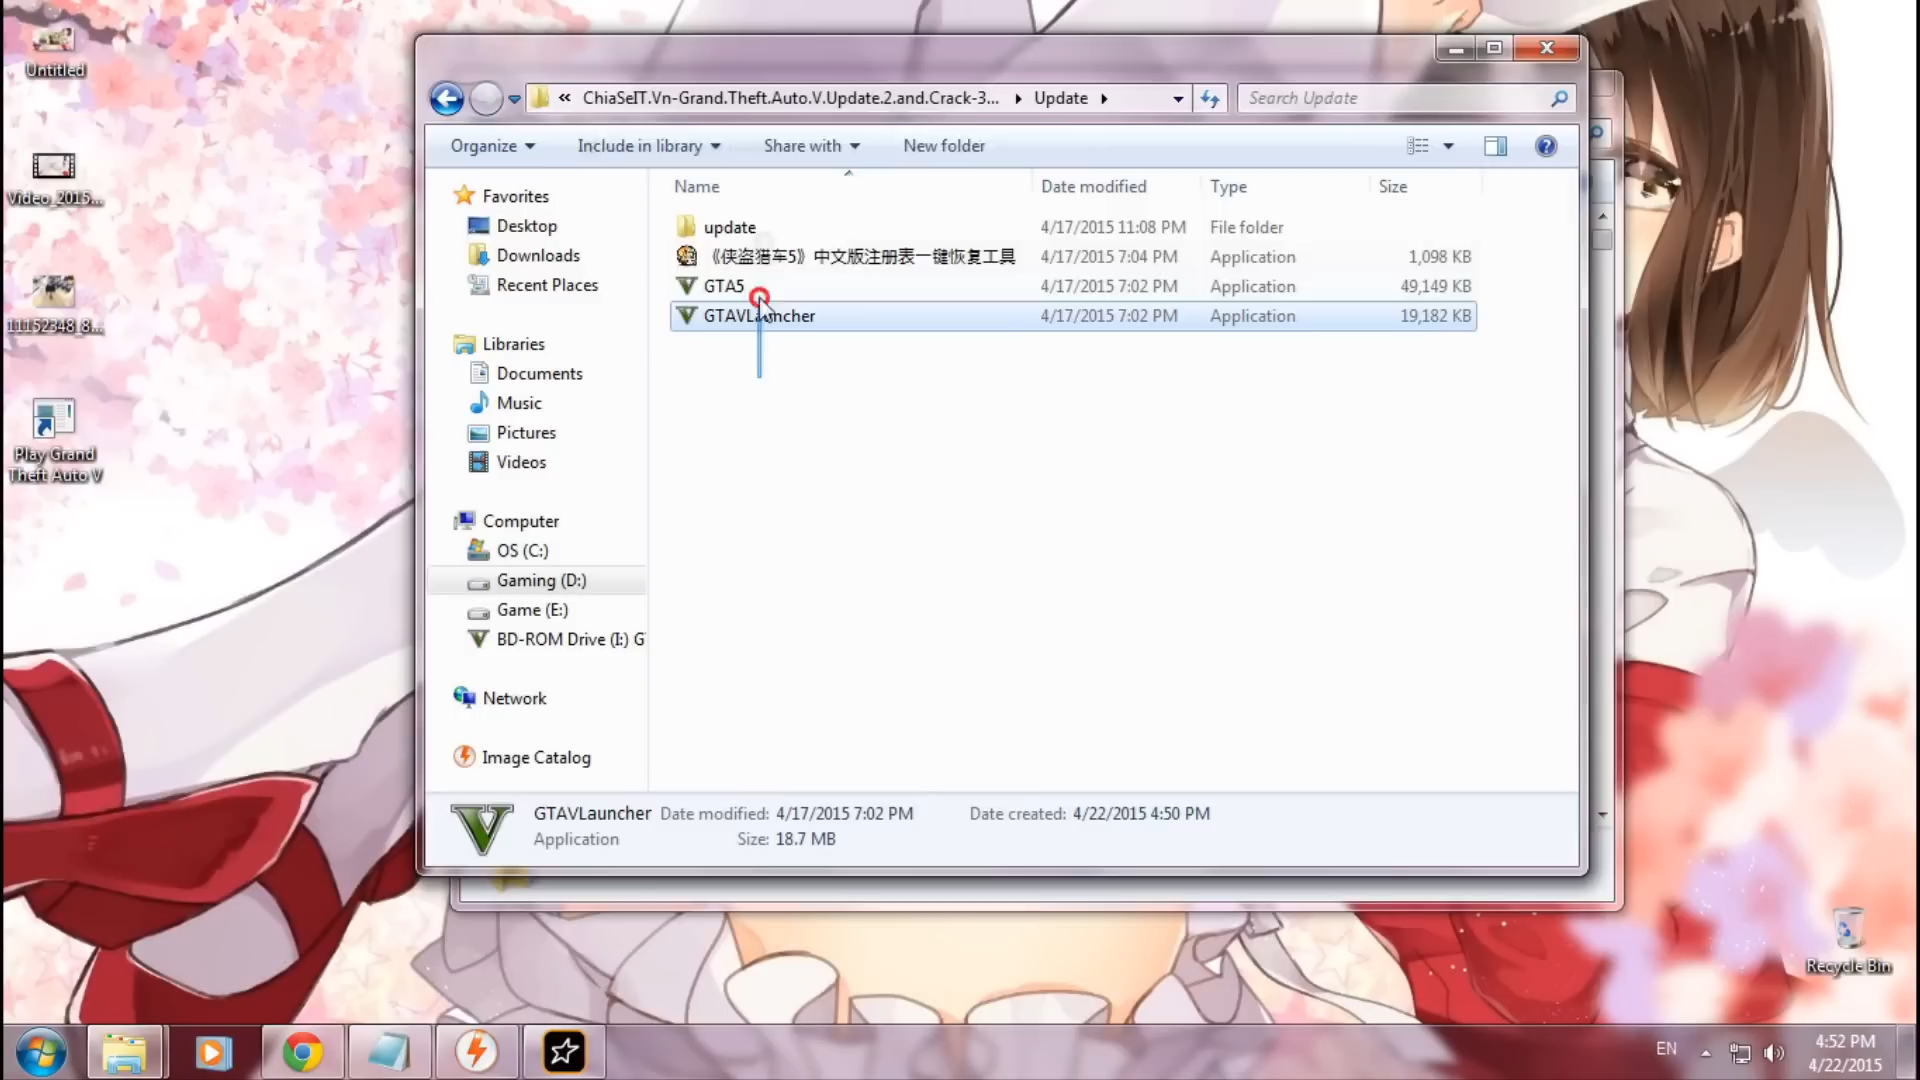 Untitled
Video_2015...
11152348_8...
Play Grand
Theft Auto V
« ChiaSeIT.Vn-Grand.Theft.Auto.V.Update.2.and.Crack-3... Update
Search Update
Organize Include in library Share with New folder
Favorites
Desktop
Downloads
Recent Places
Libraries
Documents
Music
Pictures
Videos
Computer
OS (C:)
Gaming (D:)
Game (E:)
BD-ROM Drive (I:) G
Network
Image Catalog
Name Date modified Type Size
update 4/17/2015 11:08 PM File folder
《侠盗猎车5》中文版注册表一键恢复工具 4/17/2015 7:04 PM Application 1,098 KB
GTA5 4/17/2015 7:02 PM Application 49,149 KB
GTAVLauncher 4/17/2015 7:02 PM Application 19,182 KB
GTAVLauncher Date modified: 4/17/2015 7:02 PM Date created: 4/22/2015 4:50 PM
Application Size: 18.7 MB
Recycle Bin
EN
4:52 PM
4/22/2015